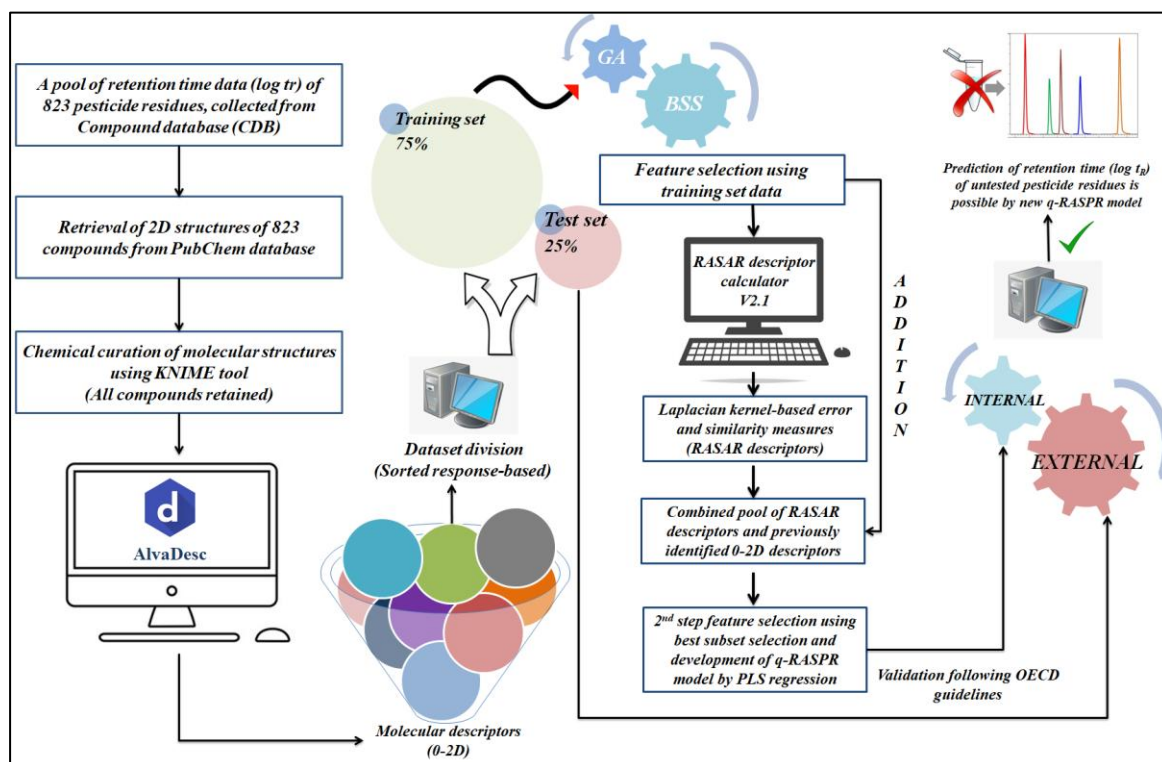 A pool of retention time data (log tr) of
823 pesticide residues, collected from
Compound database (CDB)
Retrieval of 2D structures of 823
compounds from PubChem database
Chemical curation of molecular structures
using KNIME tool
(All compounds retained)
d
AlvaDesc
Molecular descriptors
(0-2D)
Dataset division
(Sorted response-based)
Training set
75%
Test set
25%
GA
BSS
Feature selection using
training set data
RASAR descriptor
calculator
V2.1
Laplacian kernel-based error
and similarity measures
(RASAR descriptors)
ADDITION
Combined pool of RASAR
descriptors and previously
identified 0-2D descriptors
2nd step feature selection using
best subset selection and
development of q-RASPR
model by PLS regression
Validation following OECD
guidelines
INTERNAL
EXTERNAL
Prediction of retention time (log tR)
of untested pesticide residues is
possible by new q-RASPR
model